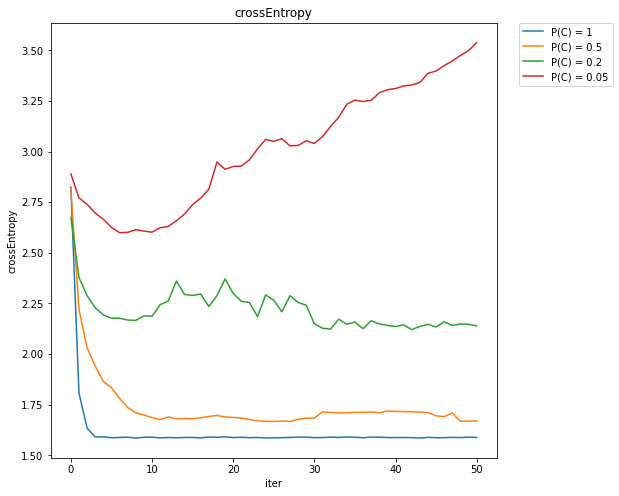 crossEntropy
P(C) = 1
P(C) = 0.5
P(C) = 0.2
P(C) = 0.05
3.50
3.25
3.00
2.75
2.50
2.25
2.00
1.75
1.50
crossEntropy
0
10
20
30
40
50
iter